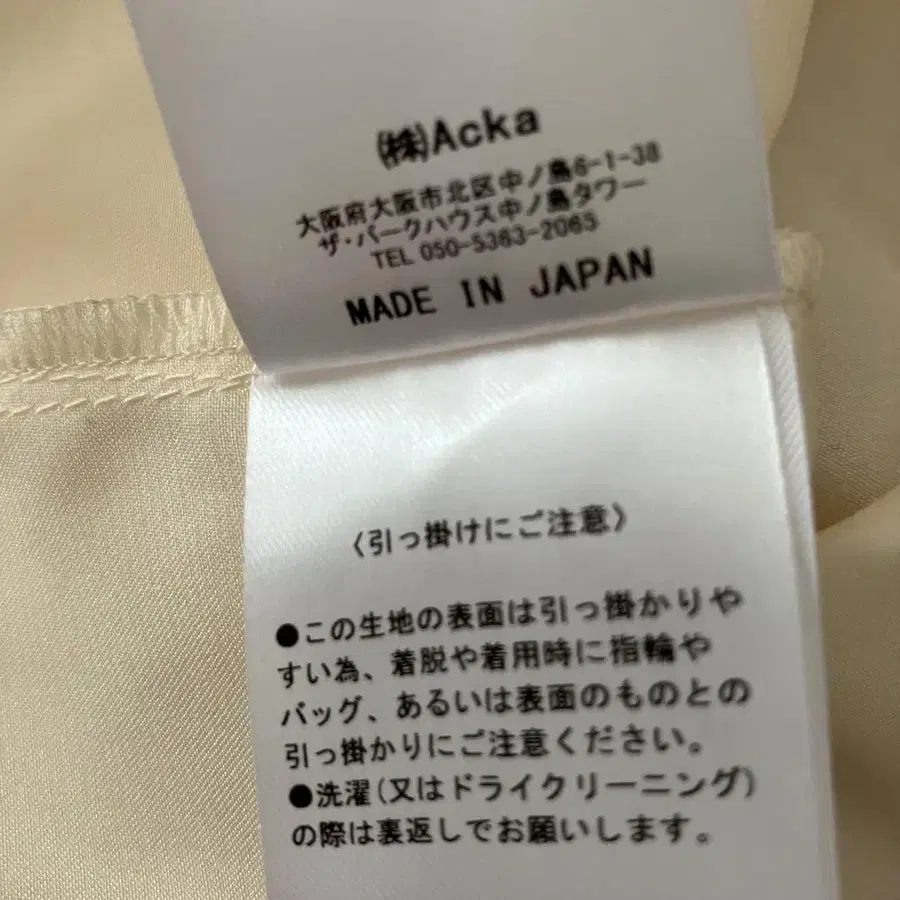 ㈱Acka
大阪府大阪市北区中ノ島6-1-38
ザ・パークハウス中ノ島タワー
TEL 050-5363-2065
MADE IN JAPAN
〈引っ掛けにご注意〉
●この生地の表面は引っ掛かりや
すい為、着脱や着用時に指輪や
バッグ、あるいは表面のものとの
引っ掛かりにご注意ください。
●洗濯(又はドライクリーニング)
の際は裏返しでお願いします。